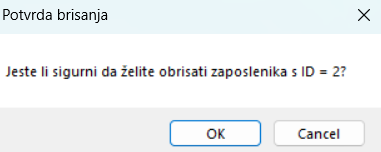 Potvrda brisanja
Jeste li sigurni da želite obrisati zaposlenika s ID = 2?
OK Cancel